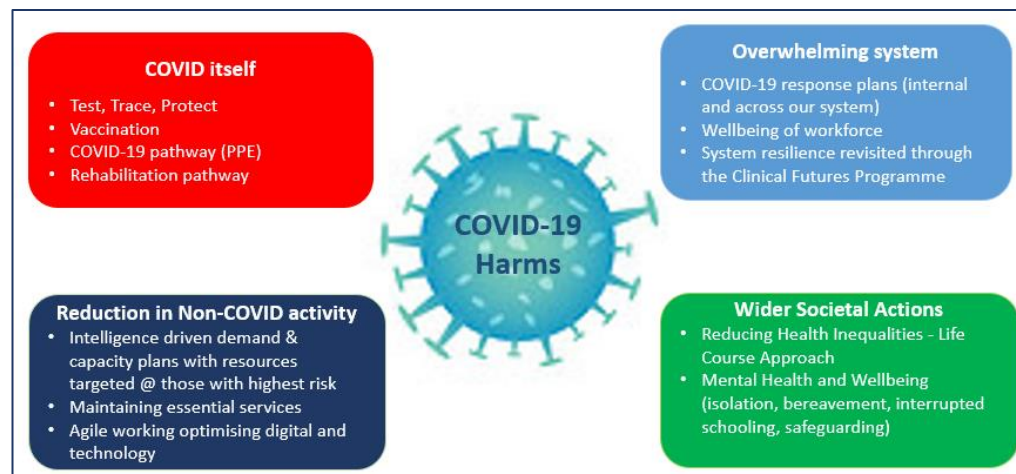 COVID itself
• Test, Trace, Protect
• Vaccination
• COVID-19 pathway (PPE)
• Rehabilitation pathway
Overwhelming system
• COVID-19 response plans (internal
and across our system)
• Wellbeing of workforce
• System resilience revisited through
the Clinical Futures Programme
COVID-19
Harms
Reduction in Non-COVID activity
• Intelligence driven demand &
capacity plans with resources
targeted @ those with highest risk
• Maintaining essential services
• Agile working optimising digital and
technology
Wider Societal Actions
• Reducing Health Inequalities - Life
Course Approach
• Mental Health and Wellbeing
(isolation, bereavement, interrupted
schooling, safeguarding)